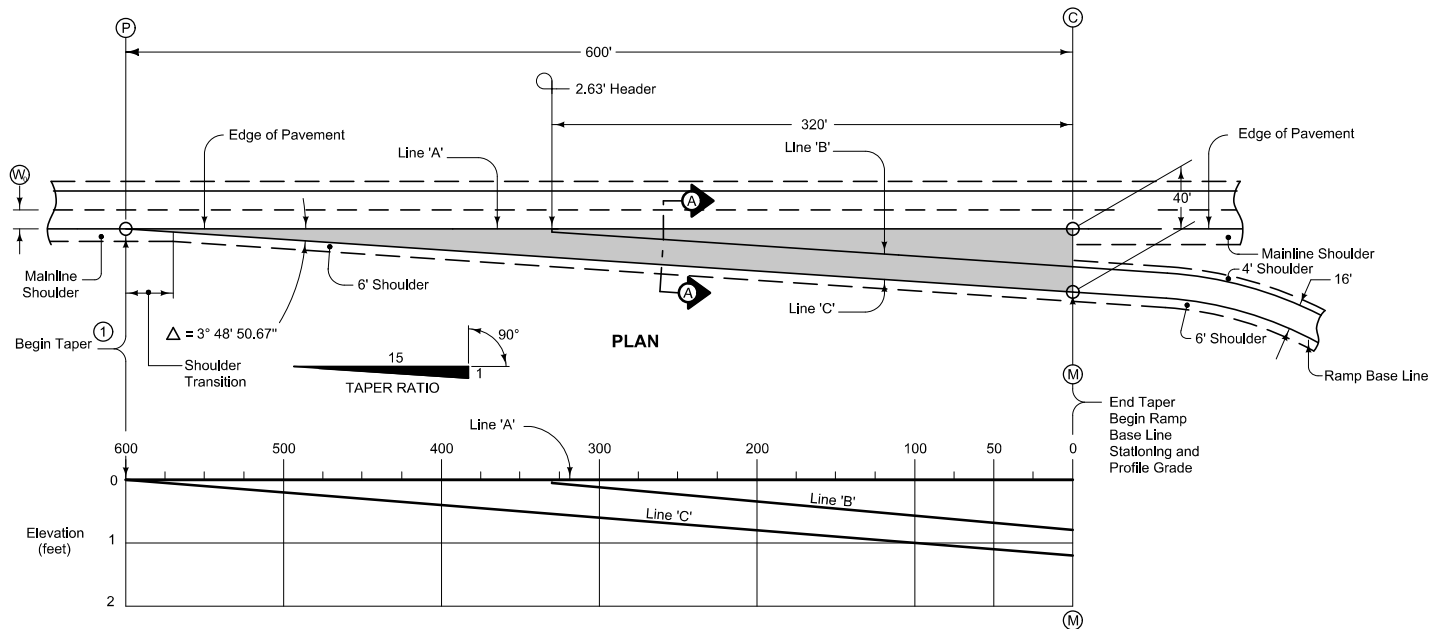 P
C
600'
2.63' Header
320'
Edge of Pavement
Line 'A'
Line 'B'
Edge of Pavement
W
A
40'
Mainline
Shoulder
6' Shoulder
A
Line 'C'
Mainline Shoulder
4' Shoulder
16'
Δ = 3° 48' 50.67"
1
Begin Taper
Shoulder
Transition
15
90°
1
TAPER RATIO
PLAN
6' Shoulder
Ramp Base Line
M
End Taper
Begin Ramp
Base Line
Stationing and
Profile Grade
Line 'A'
600 500 400 300 200 100 50 0
0
Line 'B'
Line 'C'
Elevation
(feet)
1
2
M